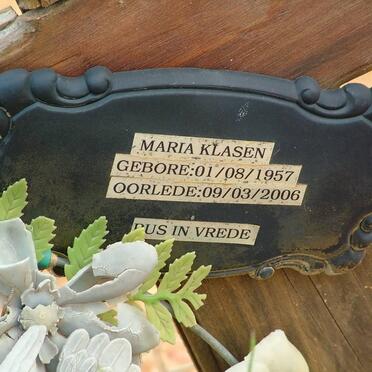 MARIA KLASEN
GEBORE:01/08/1957
OORLEDE:09/03/2006
RUS IN VREDE